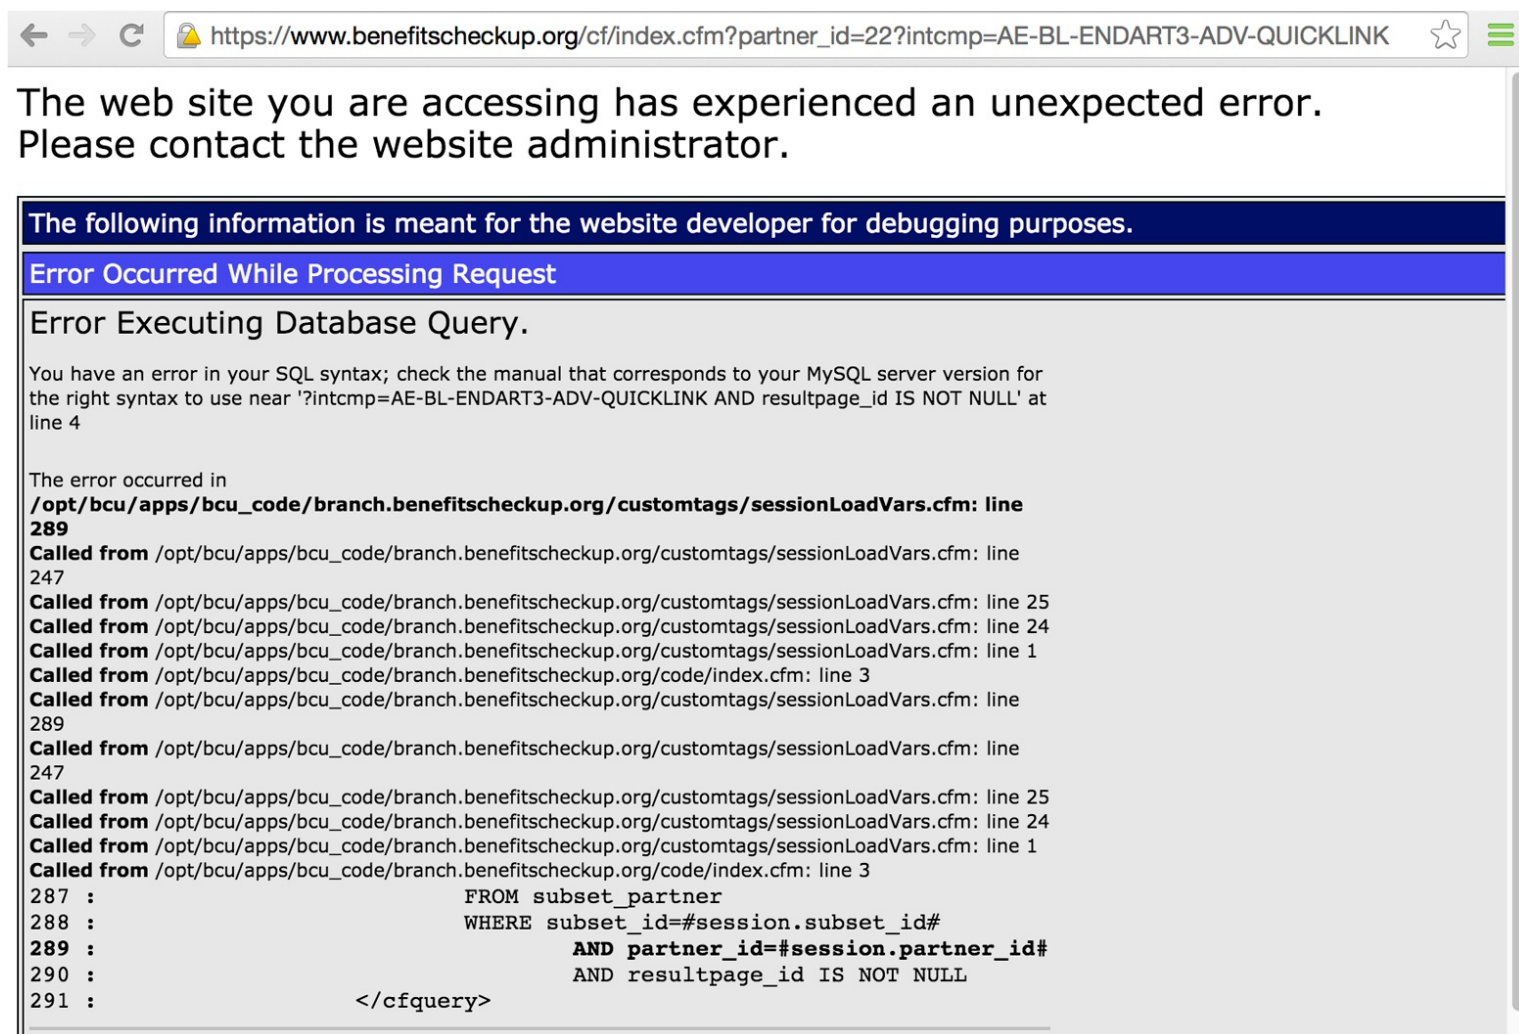 https://www.benefitscheckup.org/cf/index.cfm?partner_id=22?intcmp=AE-BL-ENDART3-ADV-QUICKLINK
The web site you are accessing has experienced an unexpected error.
Please contact the website administrator.
The following information is meant for the website developer for debugging purposes.
Error Occurred While Processing Request
Error Executing Database Query.
You have an error in your SQL syntax; check the manual that corresponds to your MySQL server version for
the right syntax to use near '?intcmp=AE-BL-ENDART3-ADV-QUICKLINK AND resultpage_id IS NOT NULL' at
line 4
The error occurred in
/opt/bcu/apps/bcu_code/branch.benefitscheckup.org/customtags/sessionLoadVars.cfm: line
289
Called from /opt/bcu/apps/bcu_code/branch.benefitscheckup.org/customtags/sessionLoadVars.cfm: line
247
Called from /opt/bcu/apps/bcu_code/branch.benefitscheckup.org/customtags/sessionLoadVars.cfm: line 25
Called from /opt/bcu/apps/bcu_code/branch.benefitscheckup.org/customtags/sessionLoadVars.cfm: line 24
Called from /opt/bcu/apps/bcu_code/branch.benefitscheckup.org/customtags/sessionLoadVars.cfm: line 1
Called from /opt/bcu/apps/bcu_code/branch.benefitscheckup.org/code/index.cfm: line 3
Called from /opt/bcu/apps/bcu_code/branch.benefitscheckup.org/customtags/sessionLoadVars.cfm: line
289
Called from /opt/bcu/apps/bcu_code/branch.benefitscheckup.org/customtags/sessionLoadVars.cfm: line
247
Called from /opt/bcu/apps/bcu_code/branch.benefitscheckup.org/customtags/sessionLoadVars.cfm: line 25
Called from /opt/bcu/apps/bcu_code/branch.benefitscheckup.org/customtags/sessionLoadVars.cfm: line 24
Called from /opt/bcu/apps/bcu_code/branch.benefitscheckup.org/customtags/sessionLoadVars.cfm: line 1
Called from /opt/bcu/apps/bcu_code/branch.benefitscheckup.org/code/index.cfm: line 3
287 : FROM subset_partner
288 : WHERE subset_id=#session.subset_id#
289 : AND partner_id=#session.partner_id#
290 : AND resultpage_id IS NOT NULL
291 : </cfquery>